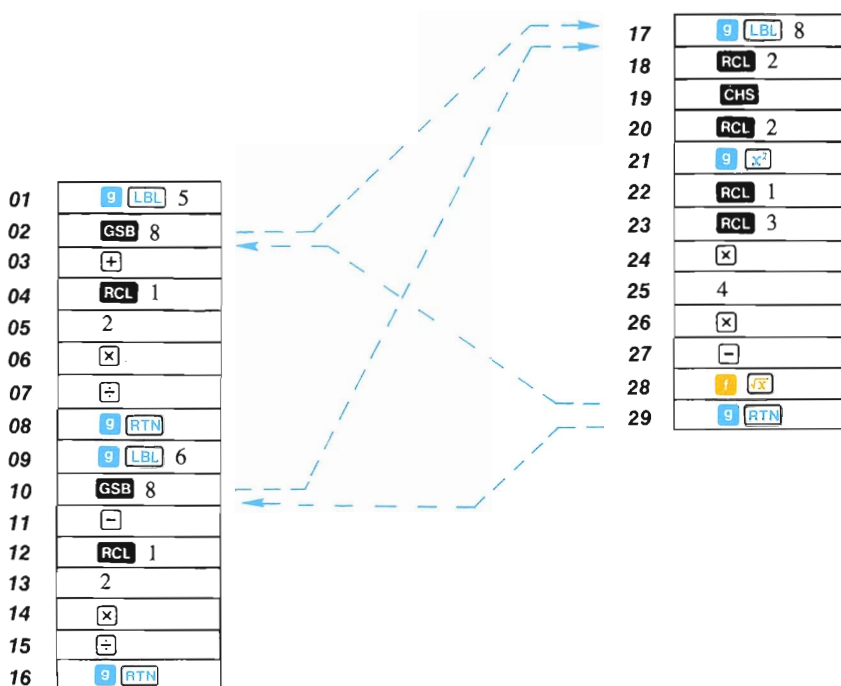 01 g LBL 5
02 GSB 8
03 +
04 RCL 1
05 2
06 ×
07 ÷
08 g RTN
09 g LBL 6
10 GSB 8
11 −
12 RCL 1
13 2
14 ×
15 ÷
16 g RTN
17 g LBL 8
18 RCL 2
19 CHS
20 RCL 2
21 g x²
22 RCL 1
23 RCL 3
24 ×
25 4
26 ×
27 −
28 f √x
29 g RTN